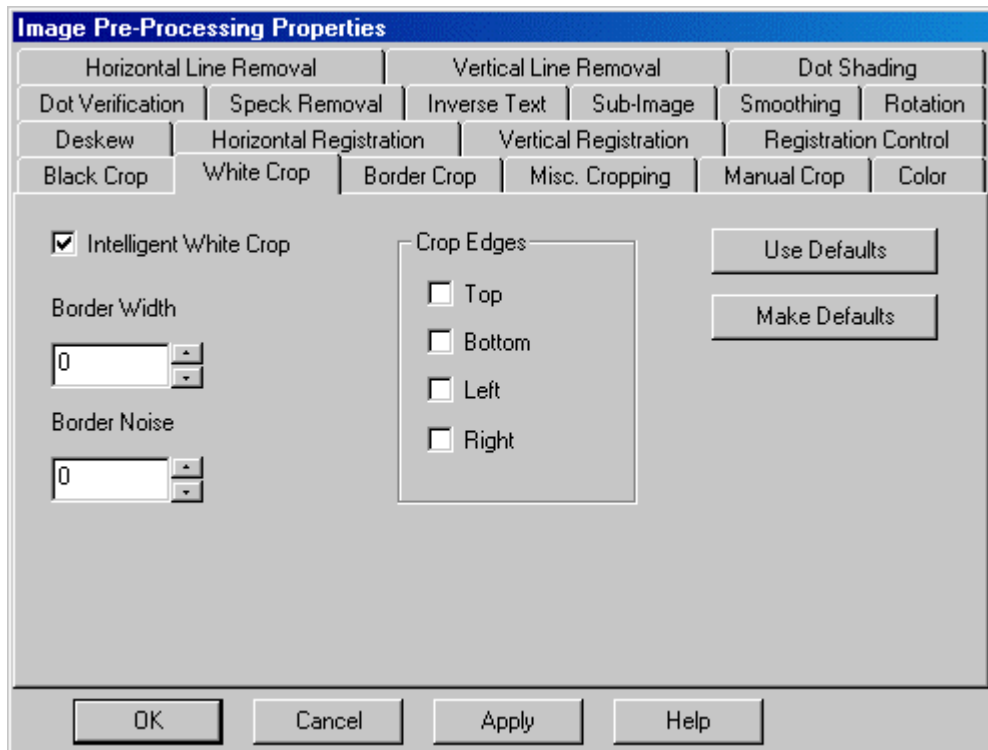 Image Pre-Processing Properties
Horizontal Line Removal Vertical Line Removal Dot Shading
Dot Verification Speck Removal Inverse Text Sub-Image Smoothing Rotation
Deskew Horizontal Registration Vertical Registration Registration Control
Black Crop White Crop Border Crop Misc. Cropping Manual Crop Color
Intelligent White Crop
Border Width
0
Border Noise
0
Crop Edges
Top
Bottom
Left
Right
Use Defaults
Make Defaults
OK Cancel Apply Help